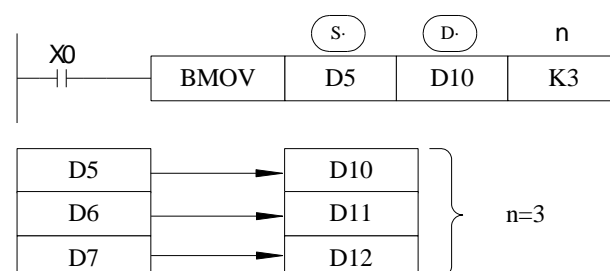 S· D· n
X0
BMOV D5 D10 K3
D5 D10
D6 D11 n=3
D7 D12